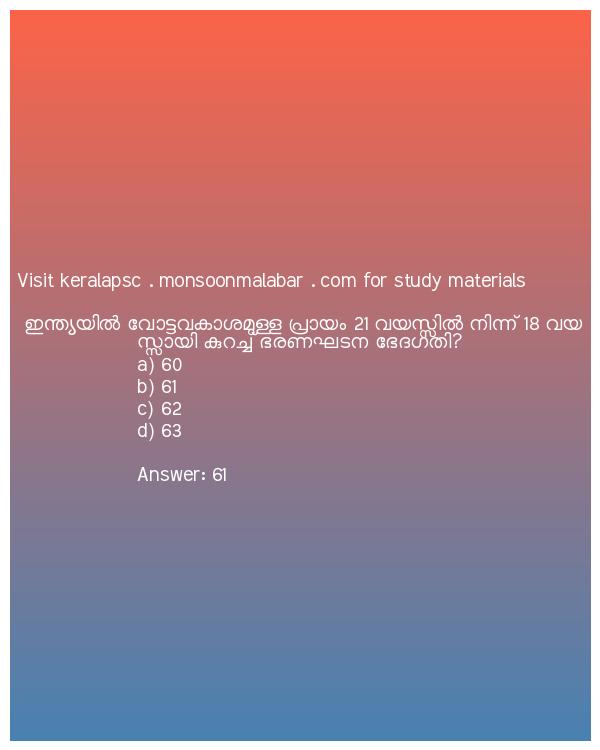 Visit keralapsc . monsoonmalabar . com for study materials
ഇന്ത്യയിൽ വോട്ടവകാശമുള്ള പ്രായം 21 വയസ്സിൽ നിന്ന് 18 വയ
സ്സായി കുറച്ച ഭരണഘടന ഭേദഗതി?
a) 60
b) 61
c) 62
d) 63
Answer: 61